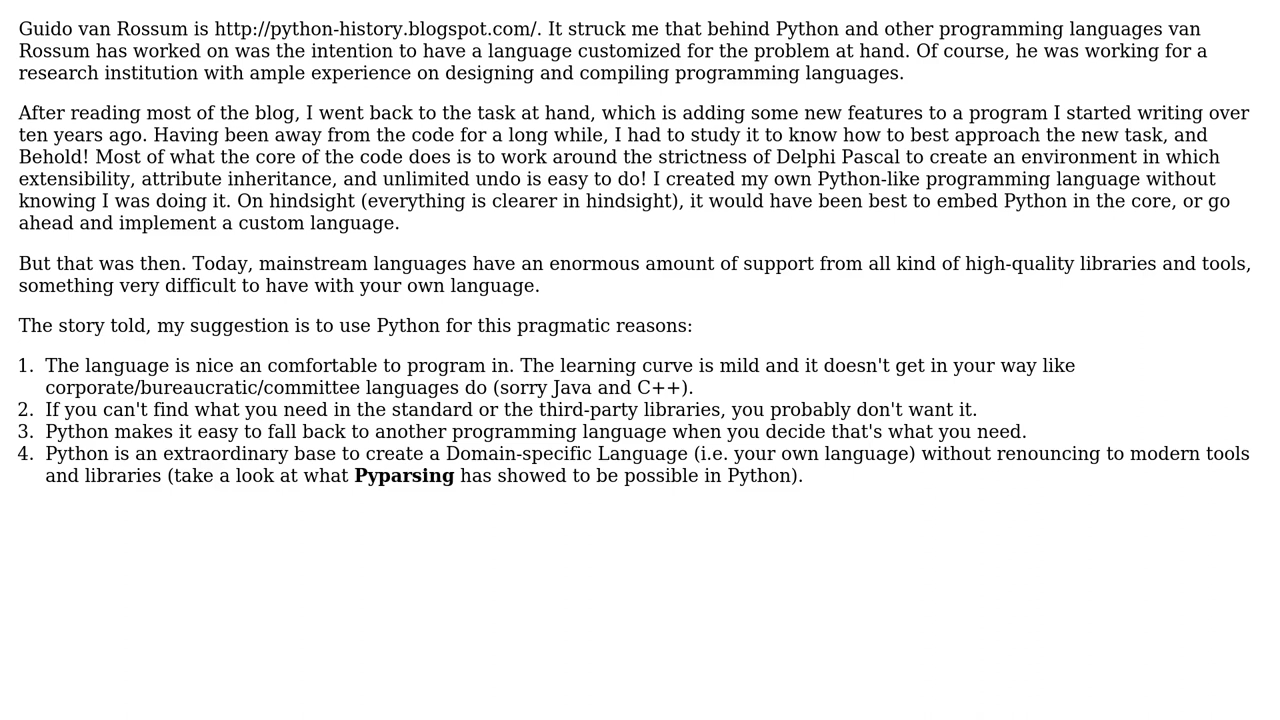 Guido van Rossum is http://python-history.blogspot.com/. It struck me that behind Python and other programming languages van
Rossum has worked on was the intention to have a language customized for the problem at hand. Of course, he was working for a
research institution with ample experience on designing and compiling programming languages.
After reading most of the blog, I went back to the task at hand, which is adding some new features to a program I started writing over
ten years ago. Having been away from the code for a long while, I had to study it to know how to best approach the new task, and
Behold! Most of what the core of the code does is to work around the strictness of Delphi Pascal to create an environment in which
extensibility, attribute inheritance, and unlimited undo is easy to do! I created my own Python-like programming language without
knowing I was doing it. On hindsight (everything is clearer in hindsight), it would have been best to embed Python in the core, or go
ahead and implement a custom language.
But that was then. Today, mainstream languages have an enormous amount of support from all kind of high-quality libraries and tools,
something very difficult to have with your own language.
The story told, my suggestion is to use Python for this pragmatic reasons:
1. The language is nice an comfortable to program in. The learning curve is mild and it doesn't get in your way like
corporate/bureaucratic/committee languages do (sorry Java and C++).
2. If you can't find what you need in the standard or the third-party libraries, you probably don't want it.
3. Python makes it easy to fall back to another programming language when you decide that's what you need.
4. Python is an extraordinary base to create a Domain-specific Language (i.e. your own language) without renouncing to modern tools
and libraries (take a look at what Pyparsing has showed to be possible in Python).